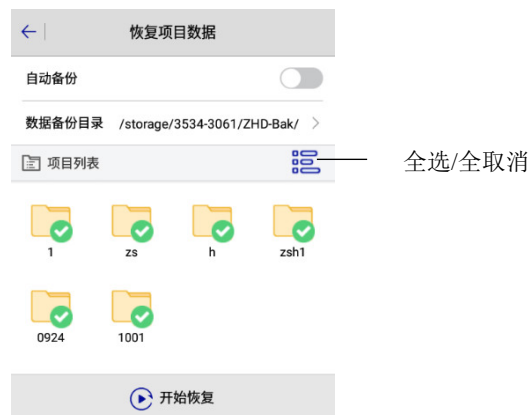 恢复项目数据
自动备份
数据备份目录 /storage/3534-3061/ZHD-Bak/
项目列表
全选/全取消
1 zs h zsh1
0924 1001
开始恢复